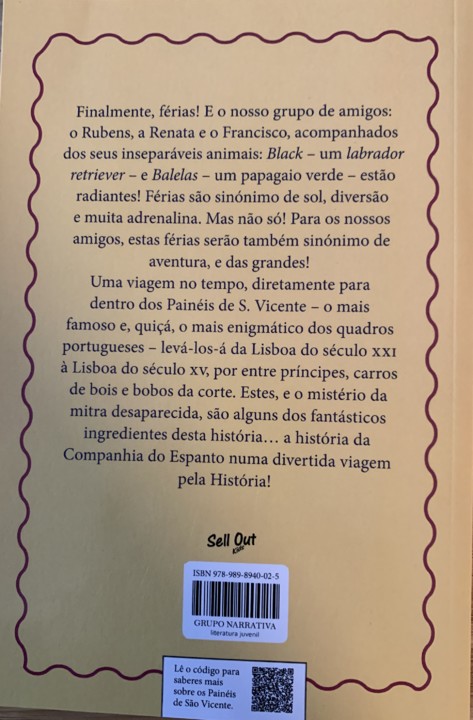 Finalmente, férias! E o nosso grupo de amigos:
o Rubens, a Renata e o Francisco, acompanhados
dos seus inseparáveis animais: Black – um labrador
retriever – e Balelas – um papagaio verde – estão
radiantes! Férias são sinónimo de sol, diversão
e muita adrenalina. Mas não só! Para os nossos
amigos, estas férias serão também sinónimo de
aventura, e das grandes!
Uma viagem no tempo, diretamente para
dentro dos Painéis de S. Vicente – o mais
famoso e, quiçá, o mais enigmático dos quadros
portugueses – levá-los-á da Lisboa do século XXI
à Lisboa do século XV, por entre príncipes, carros
de bois e bobos da corte. Estes, e o mistério da
mitra desaparecida, são alguns dos fantásticos
ingredientes desta história… a história da
Companhia do Espanto numa divertida viagem
pela História!
Sell Out
Kids
ISBN 978-989-8940-02-5
GRUPO NARRATIVA
literatura juvenil
Lê o código para
saberes mais
sobre os Painéis
de São Vicente.